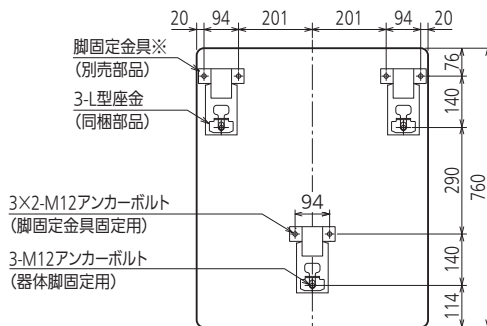 20 94 201 201 94 20
脚固定金具※
(別売部品)
3-L型座金
(同梱部品)
3×2-M12アンカーボルト
(脚固定金具固定用)
3-M12アンカーボルト
(器体脚固定用)
94
76
140
290
760
140
114